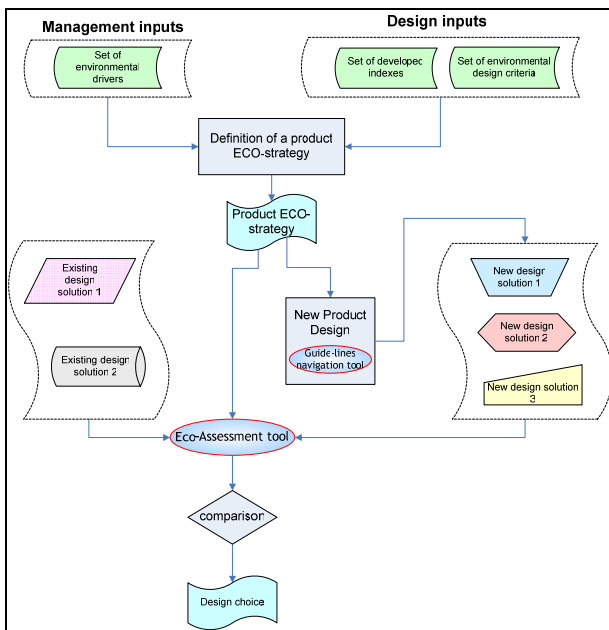 Management inputs
Design inputs
Set of
environmental
drivers
Set of developec
indexes
Set of environmental
design criteria
Definition of a product
ECO-strategy
Product ECO-
strategy
Existing
design
solution 1
Existing design
solution 2
New Product
Design
Guide-lines
navigation tool
New design
solution 1
New design
solution 2
New design solution
3
Eco-Assessment tool
comparison
Design choice